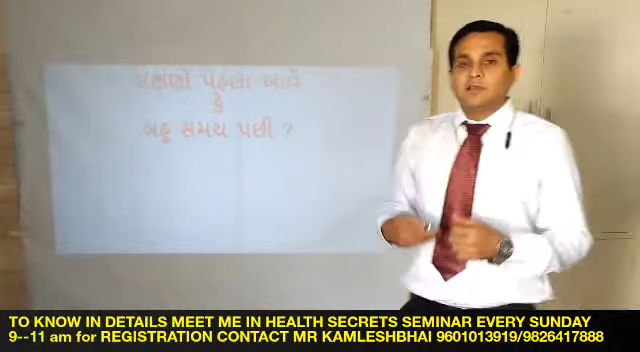 લક્ષણો પેહલા આવે
કે
બહુ સમય પછી ?
TO KNOW IN DETAILS MEET ME IN HEALTH SECRETS SEMINAR EVERY SUNDAY
9--11 am for REGISTRATION CONTACT MR KAMLESHBHAI 9601013919/9826417888